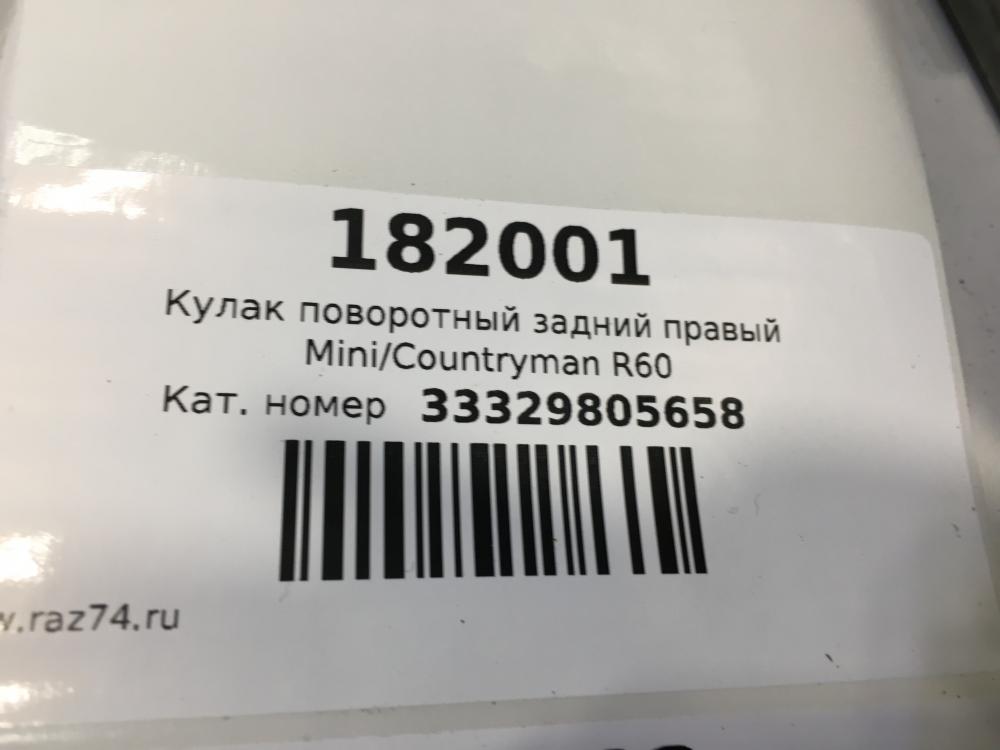 182001
Кулак поворотный задний правый
Mini/Countryman R60
Кат. номер 33329805658
w.raz74.ru